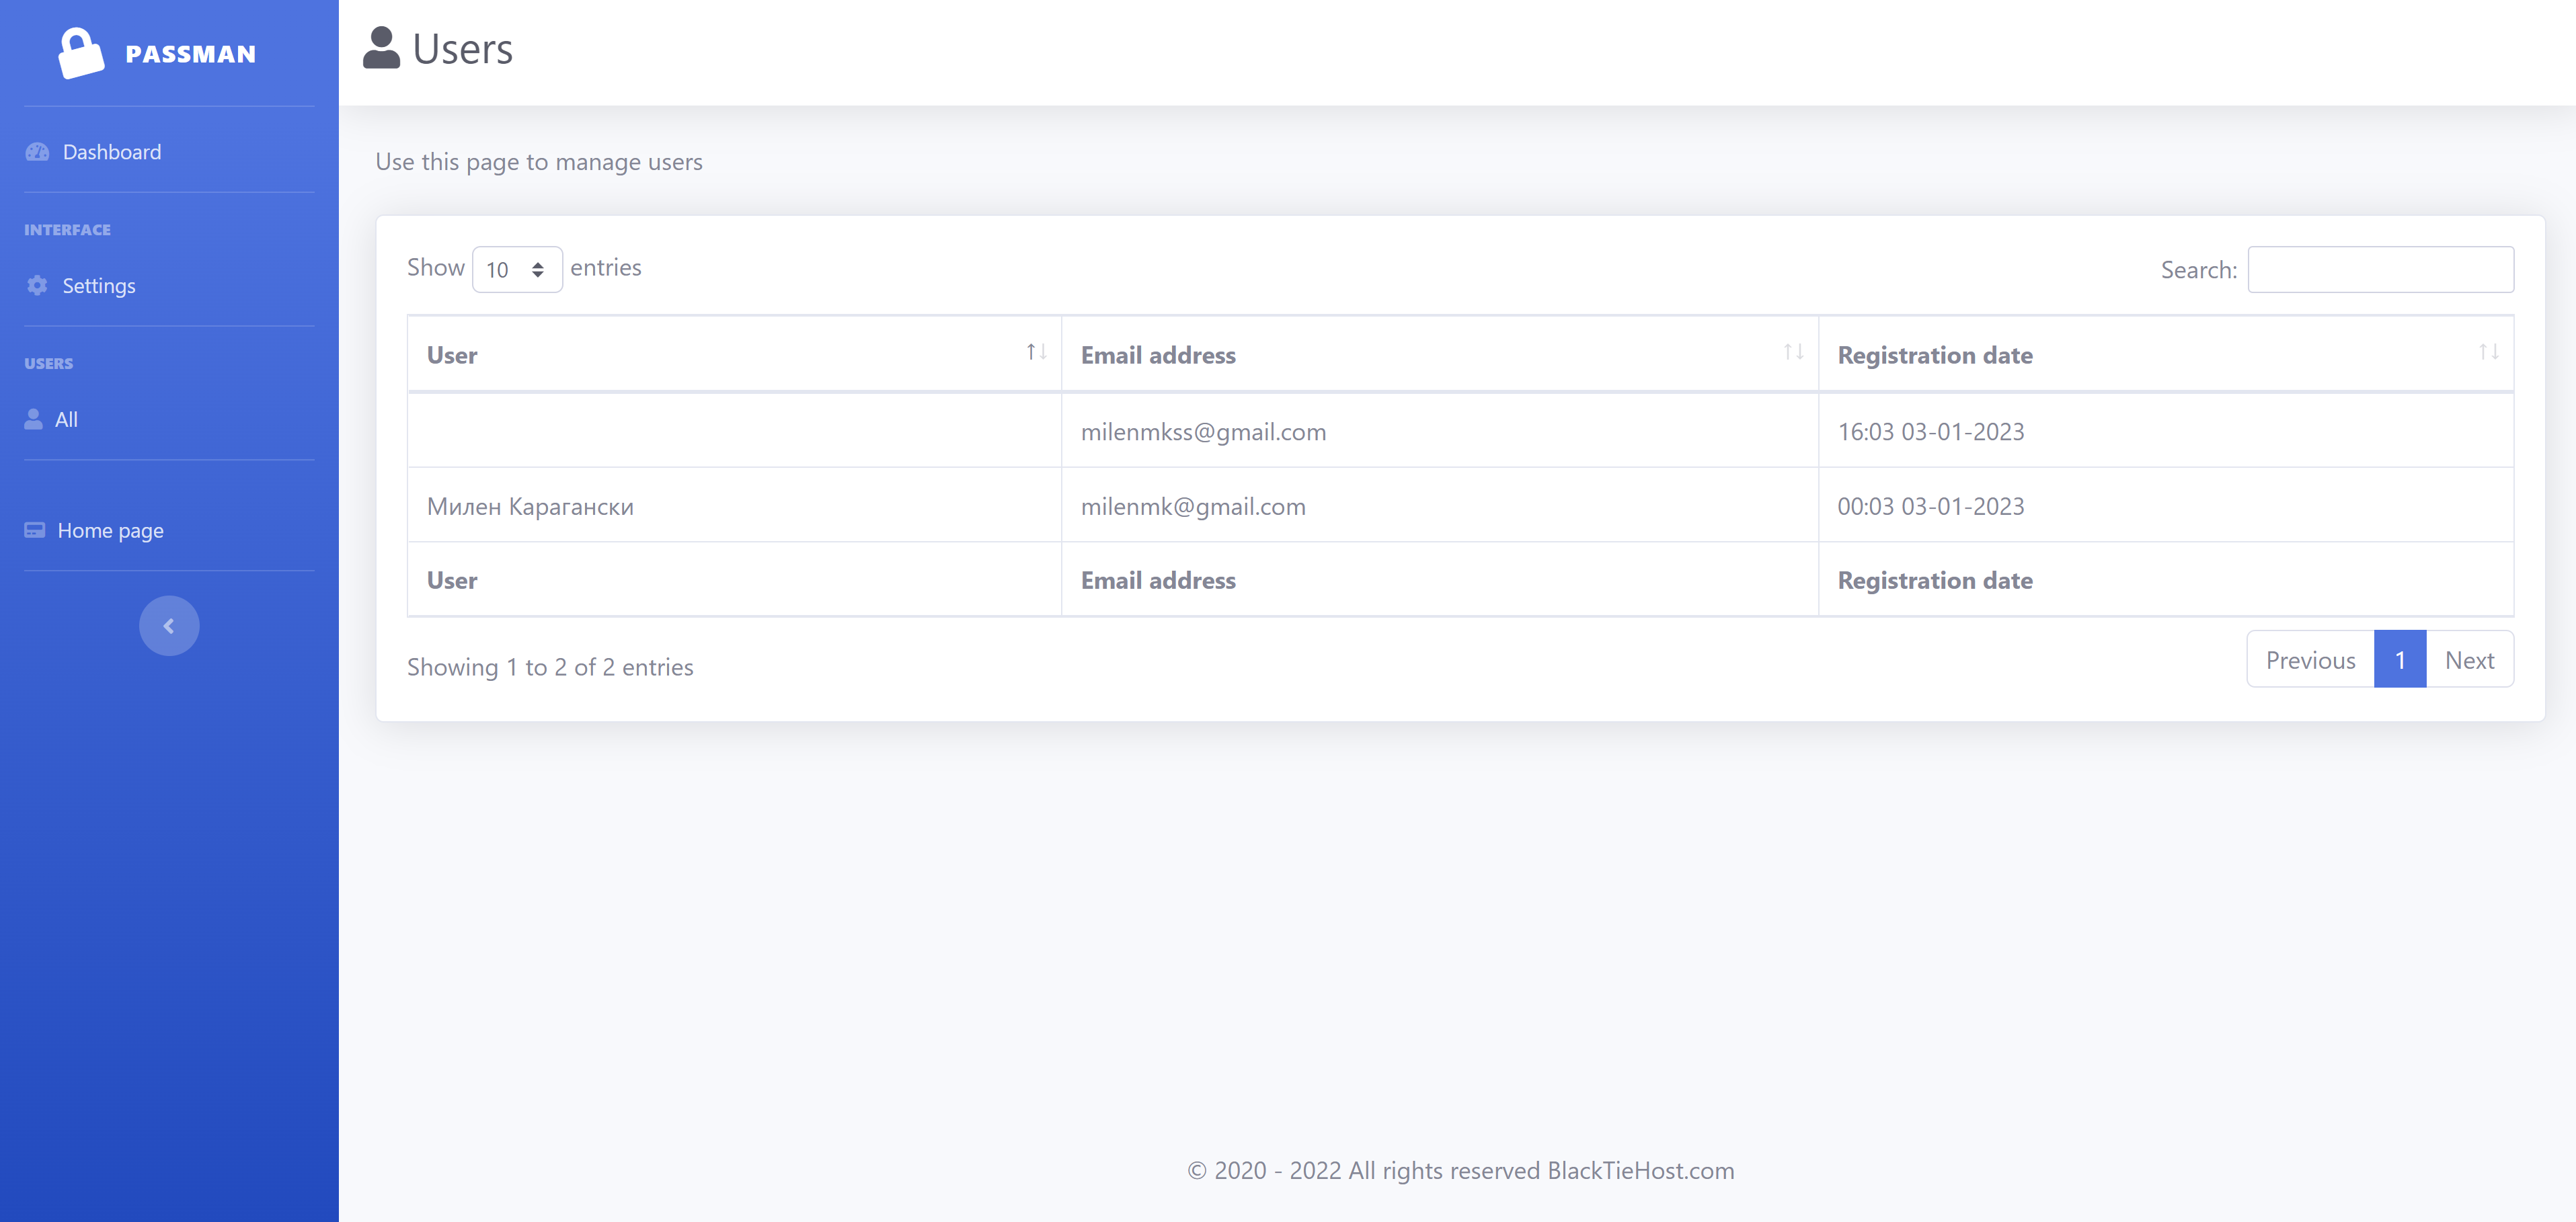 PASSMAN
Dashboard
INTERFACE
Settings
USERS
All
Home page
Users
Use this page to manage users
Show 10 entries
Search:
User Email address Registration date
milenmkss@gmail.com 16:03 03-01-2023
Милен Карагански milenmk@gmail.com 00:03 03-01-2023
User Email address Registration date
Showing 1 to 2 of 2 entries
Previous 1 Next
© 2020 - 2022 All rights reserved BlackTieHost.com